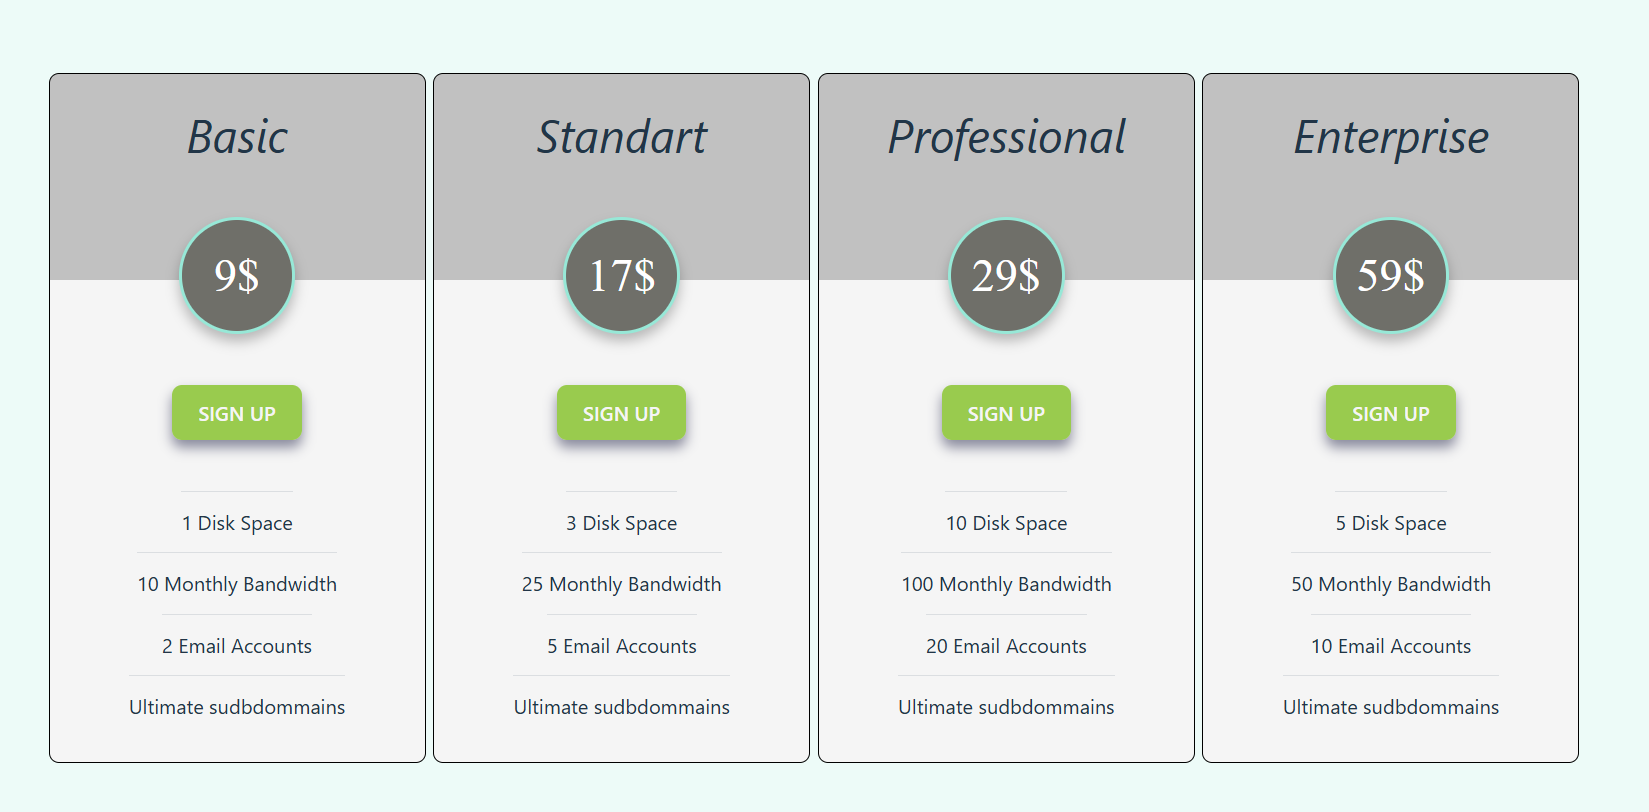 Basic
9$
SIGN UP
1 Disk Space
10 Monthly Bandwidth
2 Email Accounts
Ultimate sudbdommains
Standart
17$
SIGN UP
3 Disk Space
25 Monthly Bandwidth
5 Email Accounts
Ultimate sudbdommains
Professional
29$
SIGN UP
10 Disk Space
100 Monthly Bandwidth
20 Email Accounts
Ultimate sudbdommains
Enterprise
59$
SIGN UP
5 Disk Space
50 Monthly Bandwidth
10 Email Accounts
Ultimate sudbdommains